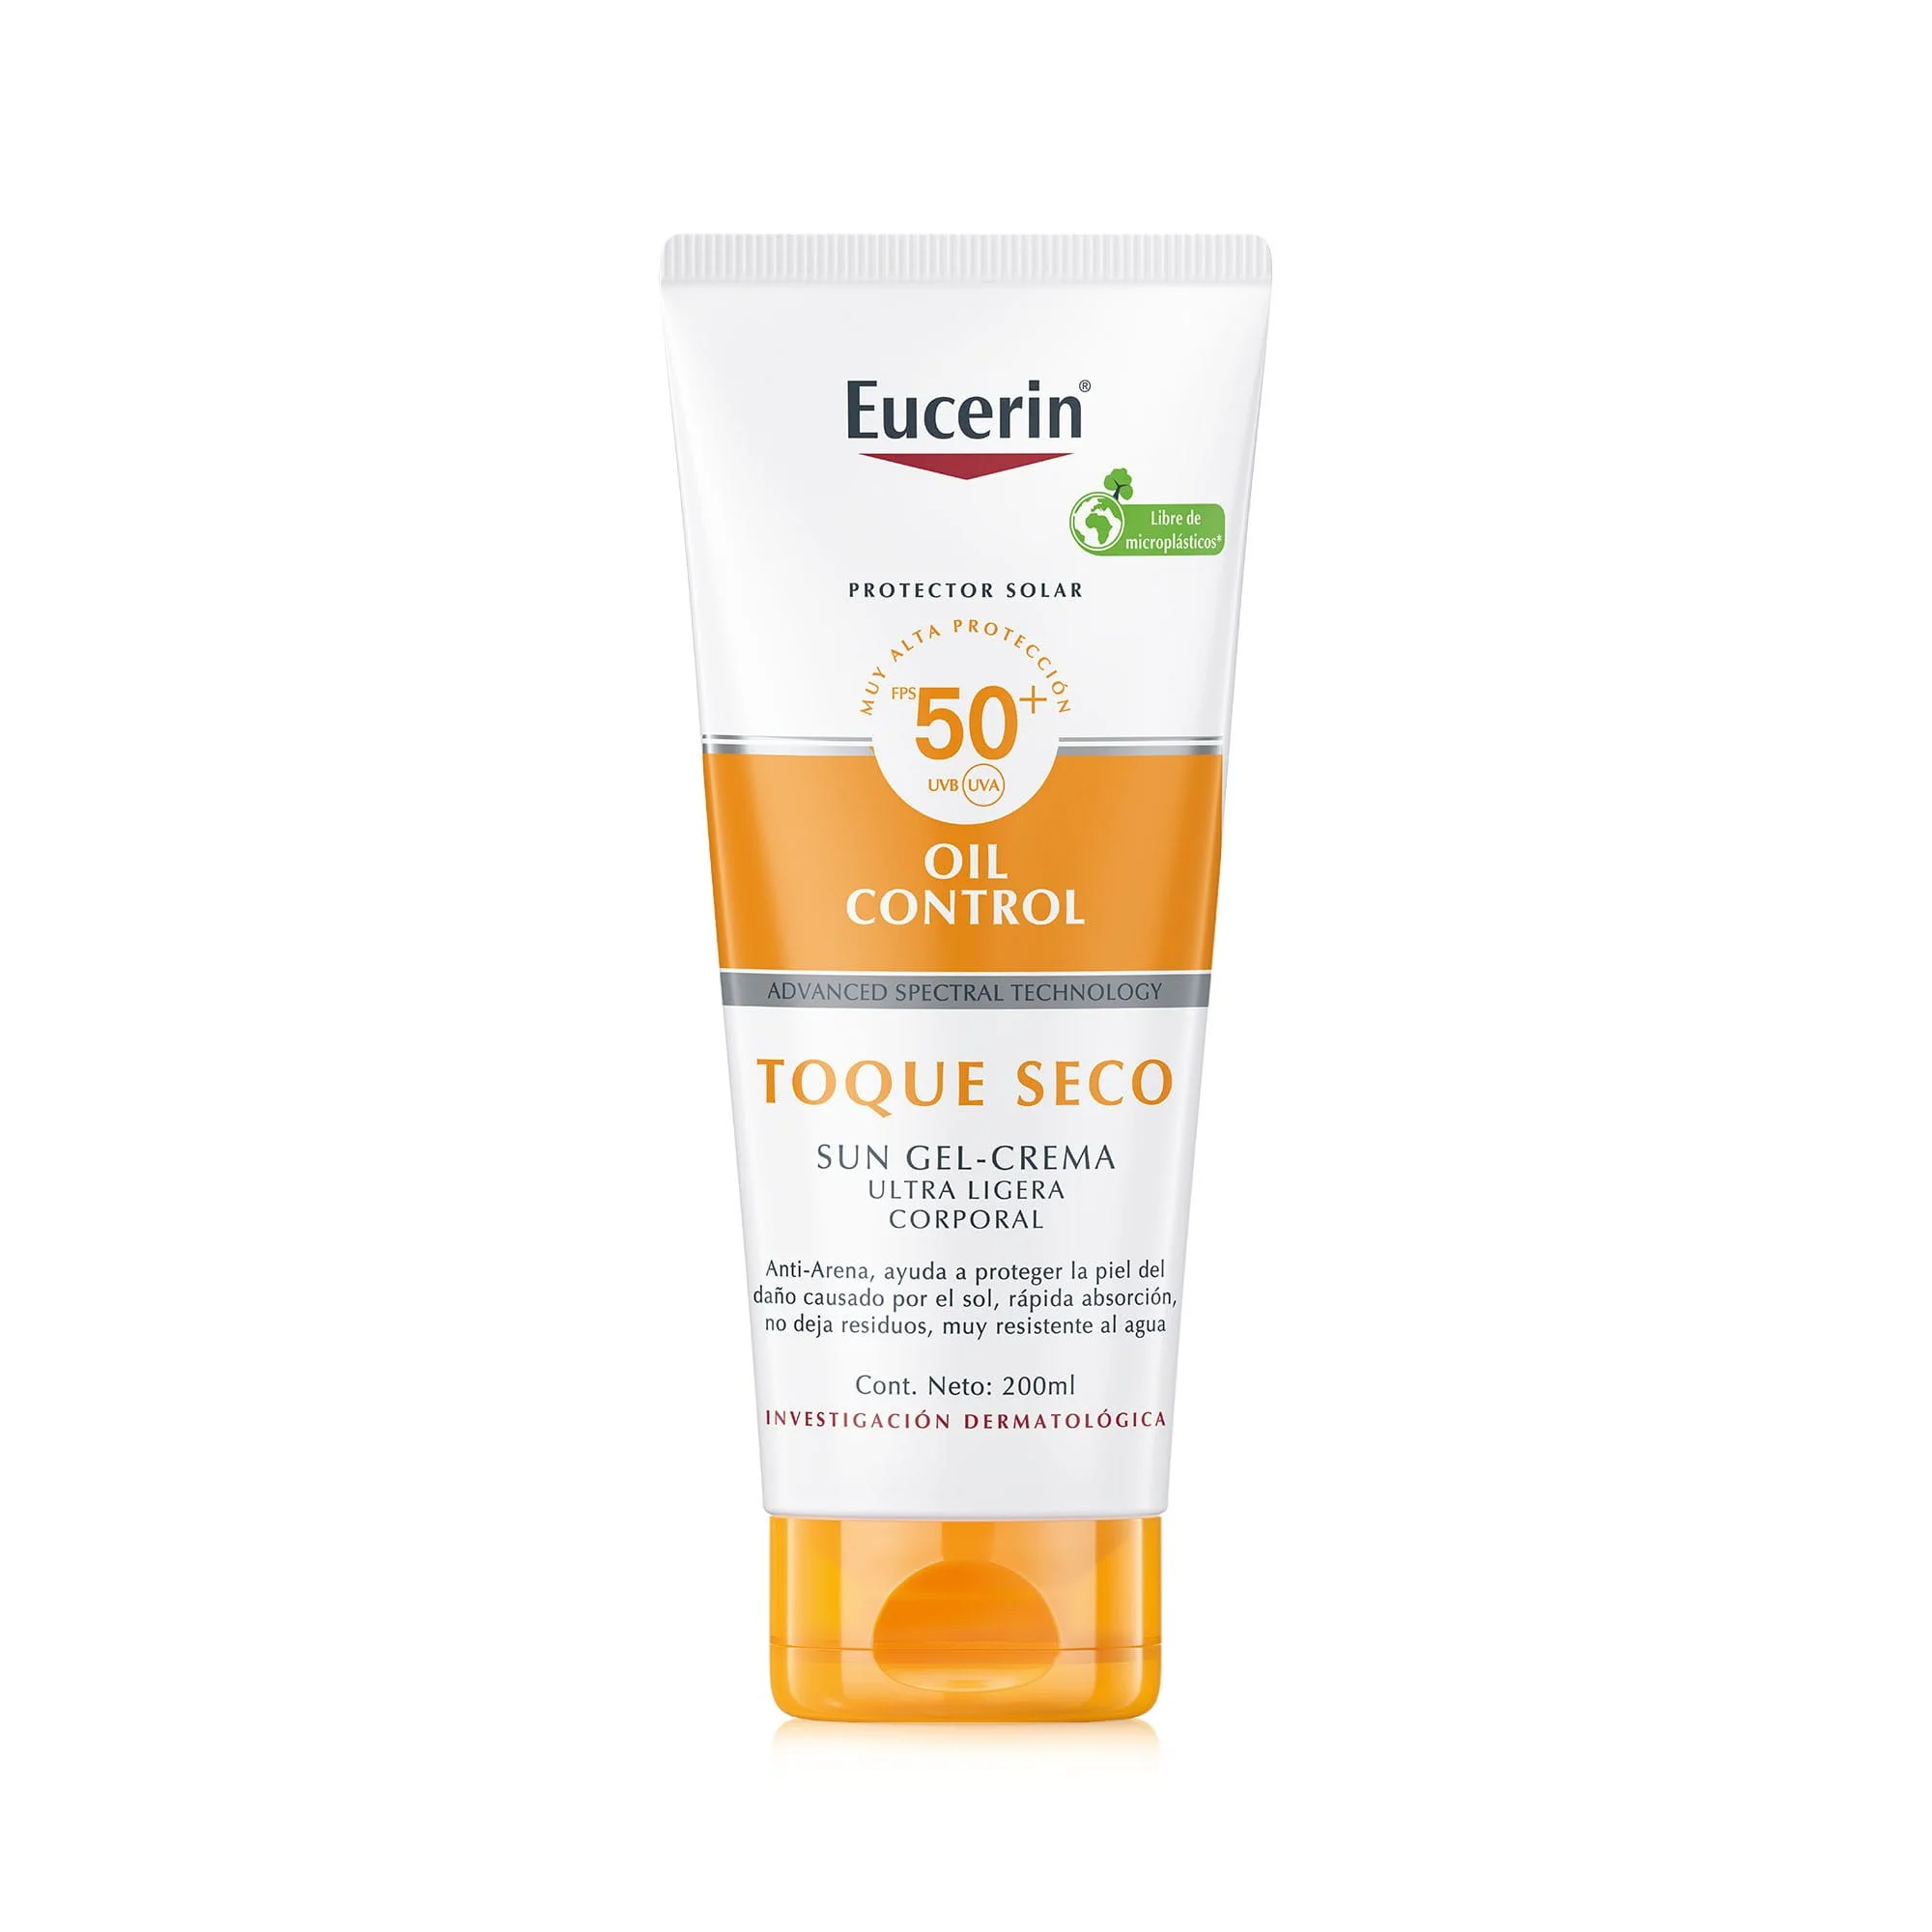 Eucerin®
Libre de
microplásticos*
PROTECTOR SOLAR
MUY ALTA PROTECCIÓN
FPS 50+
UVB UVA
OIL
CONTROL
ADVANCED SPECTRAL TECHNOLOGY
TOQUE SECO
SUN GEL-CREMA
ULTRA LIGERA
CORPORAL
Anti-Arena, ayuda a proteger la piel del
daño causado por el sol, rápida absorción,
no deja residuos, muy resistente al agua
Cont. Neto: 200ml
INVESTIGACIÓN DERMATOLÓGICA